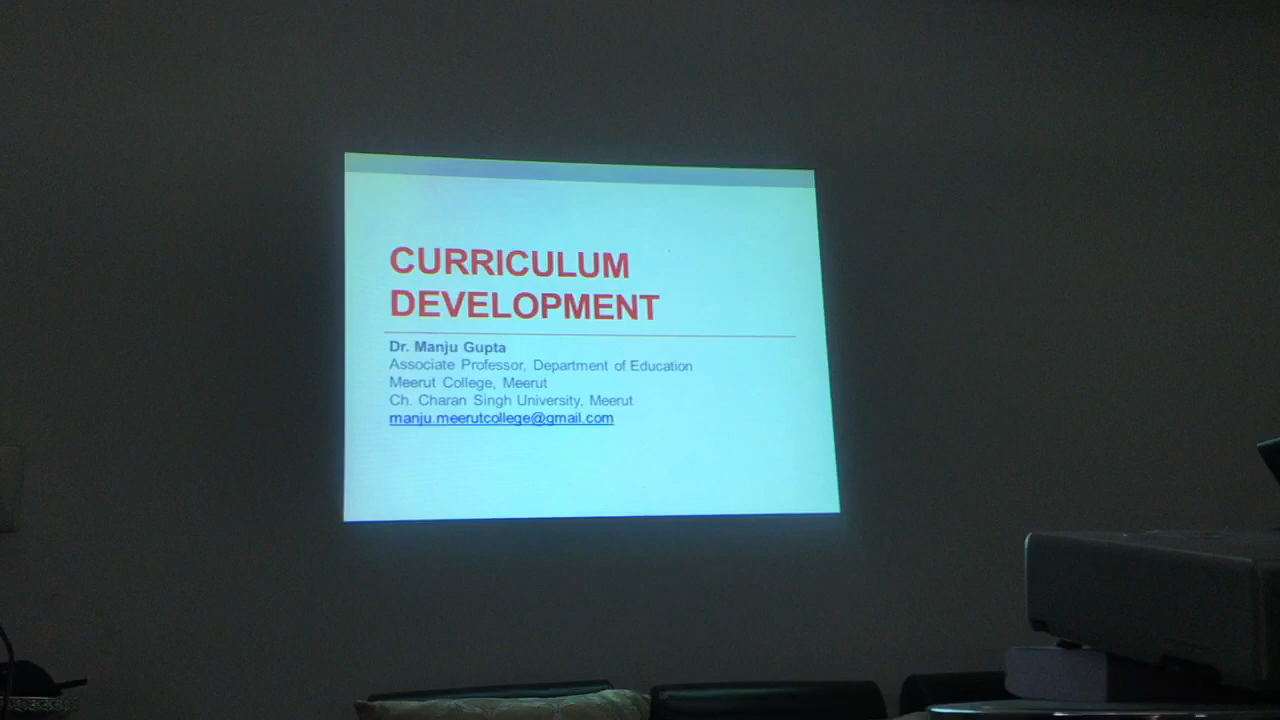 CURRICULUM
DEVELOPMENT
Dr. Manju Gupta
Associate Professor, Department of Education
Meerut College, Meerut
Ch. Charan Singh University, Meerut
manju.meerutcollege@gmail.com